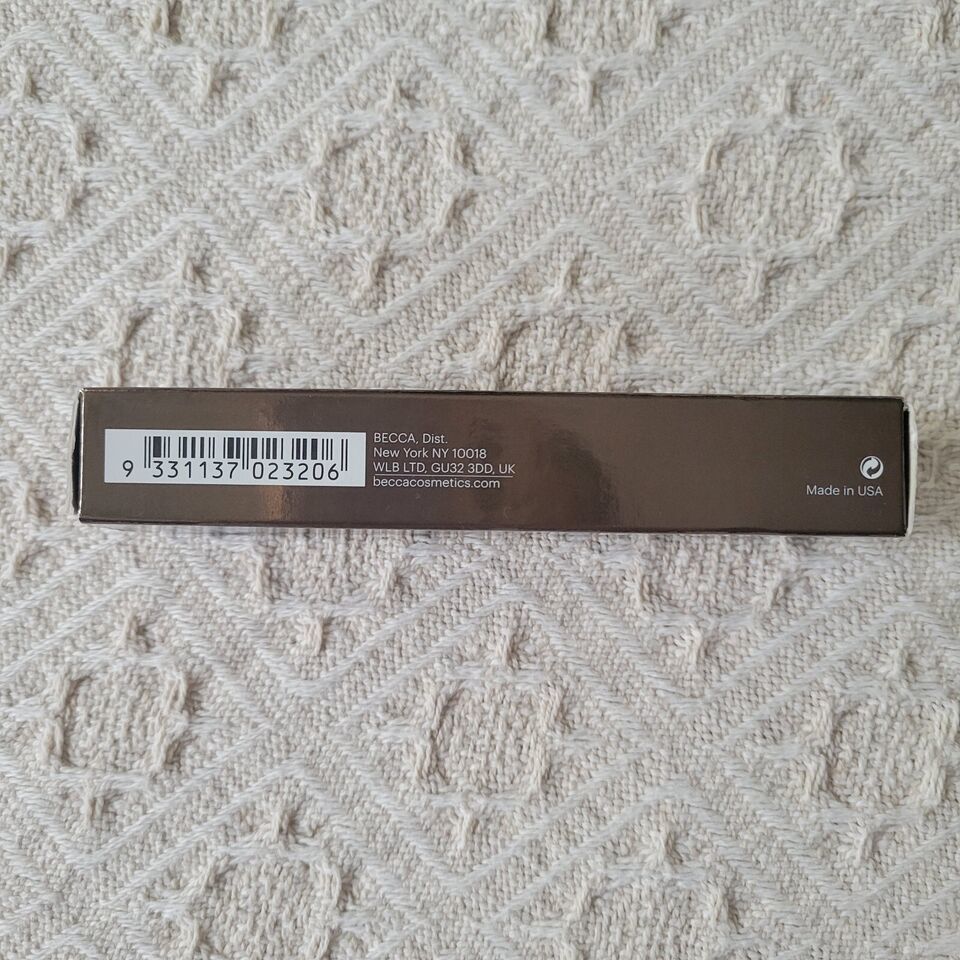 9 331137 023206
BECCA, Dist.
New York NY 10018
WLB LTD, GU32 3DD, UK
beccacosmetics.com
Made in USA